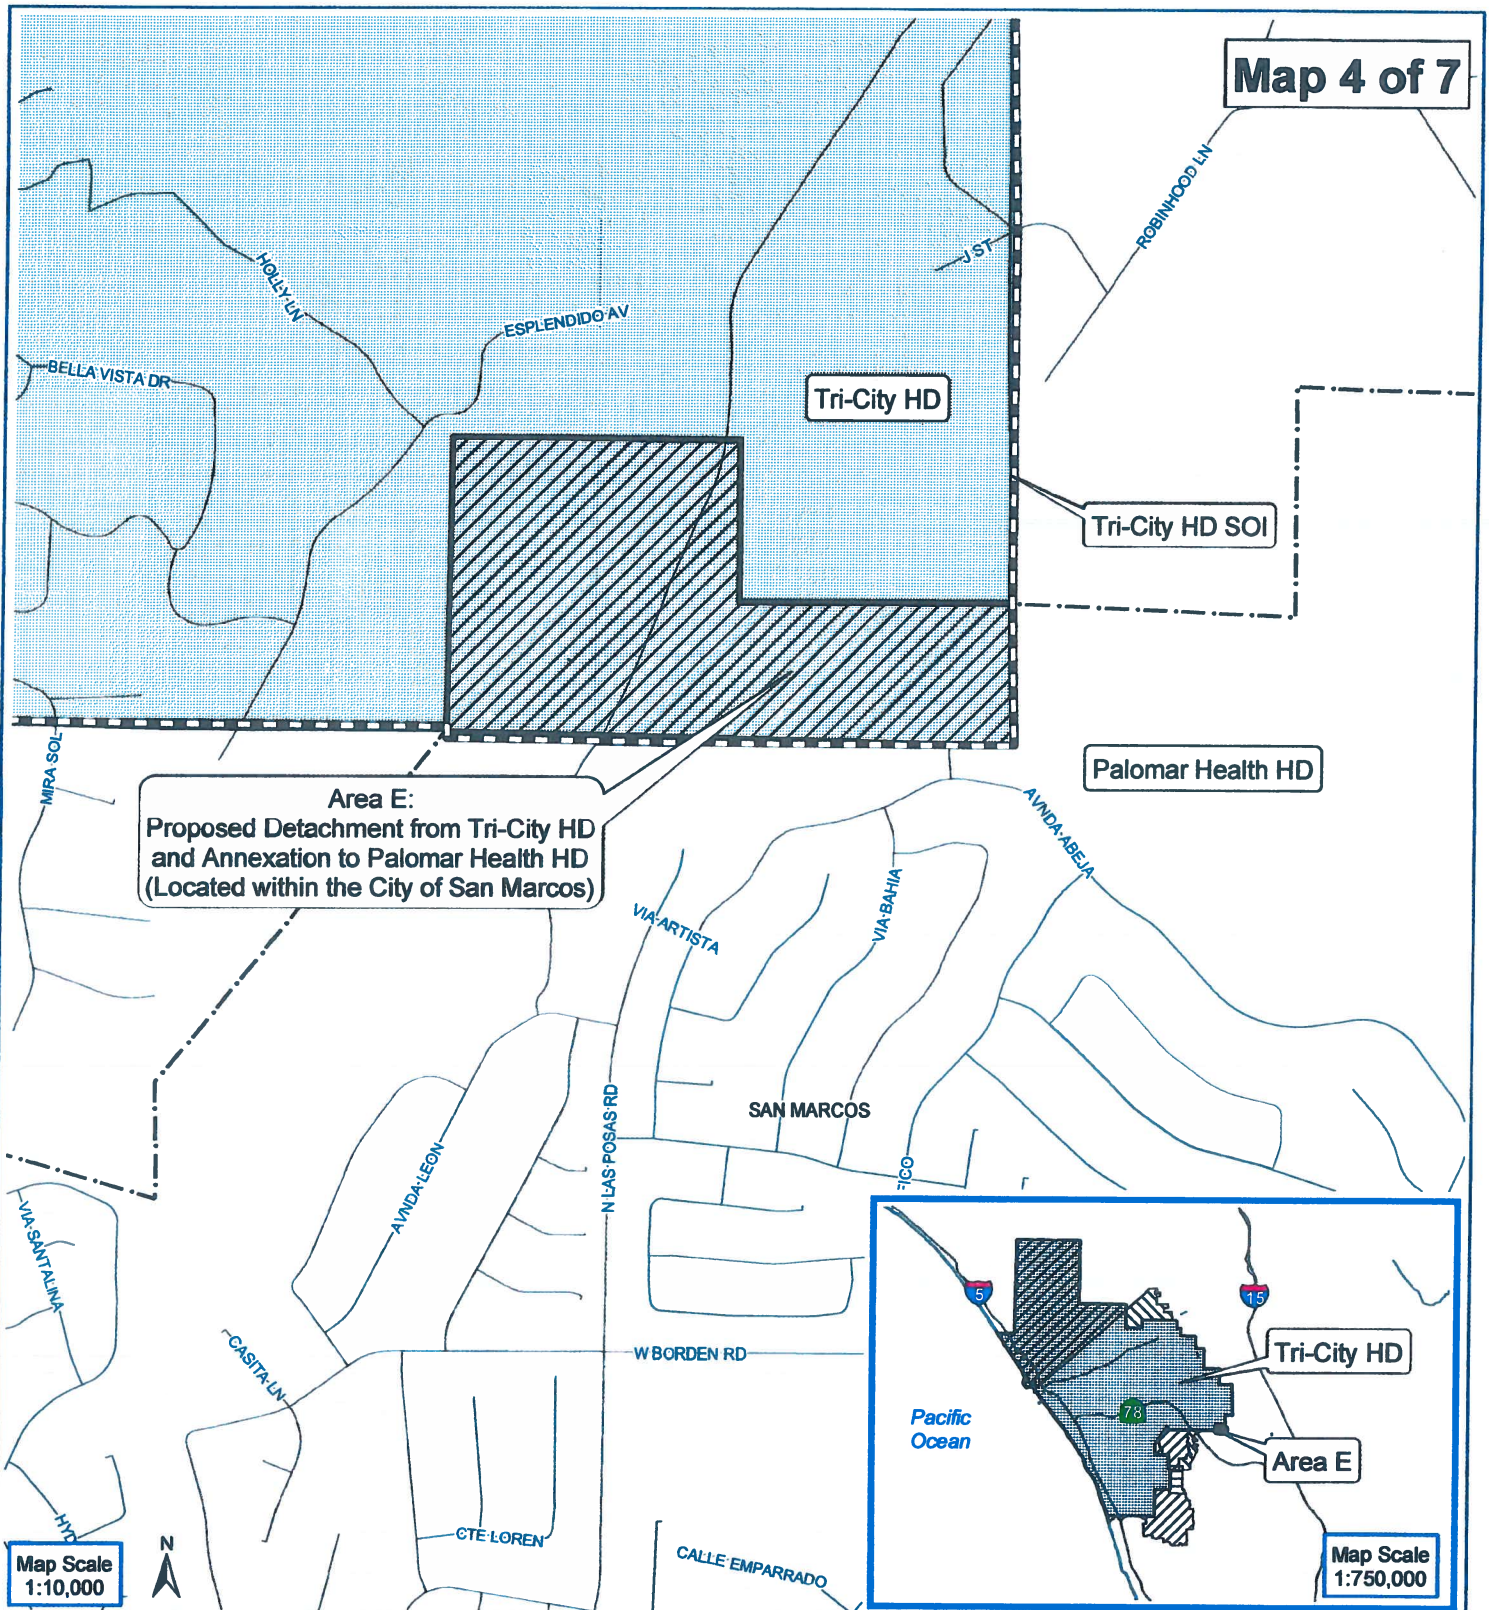 Map 4 of 7
ROBINHOOD LN
J ST
HOLLY LN
ESPLENDIDO AV
BELLA VISTA DR
Tri-City HD
Tri-City HD SOI
MIRA SOL
Palomar Health HD
Area E:
Proposed Detachment from Tri-City HD
and Annexation to Palomar Health HD
(Located within the City of San Marcos)
AVNDA ABEJA
VIA ARTISTA
VIA BAHIA
SAN MARCOS
N LAS POSAS RD
AVNDA LEON
FICO
VIA SANTALINA
CASITA LN
W BORDEN RD
5
15
Tri-City HD
78
Pacific
Ocean
Area E
HYD
CTE LOREN
CALLE EMPARRADO
N
Map Scale
1:10,000
Map Scale
1:750,000